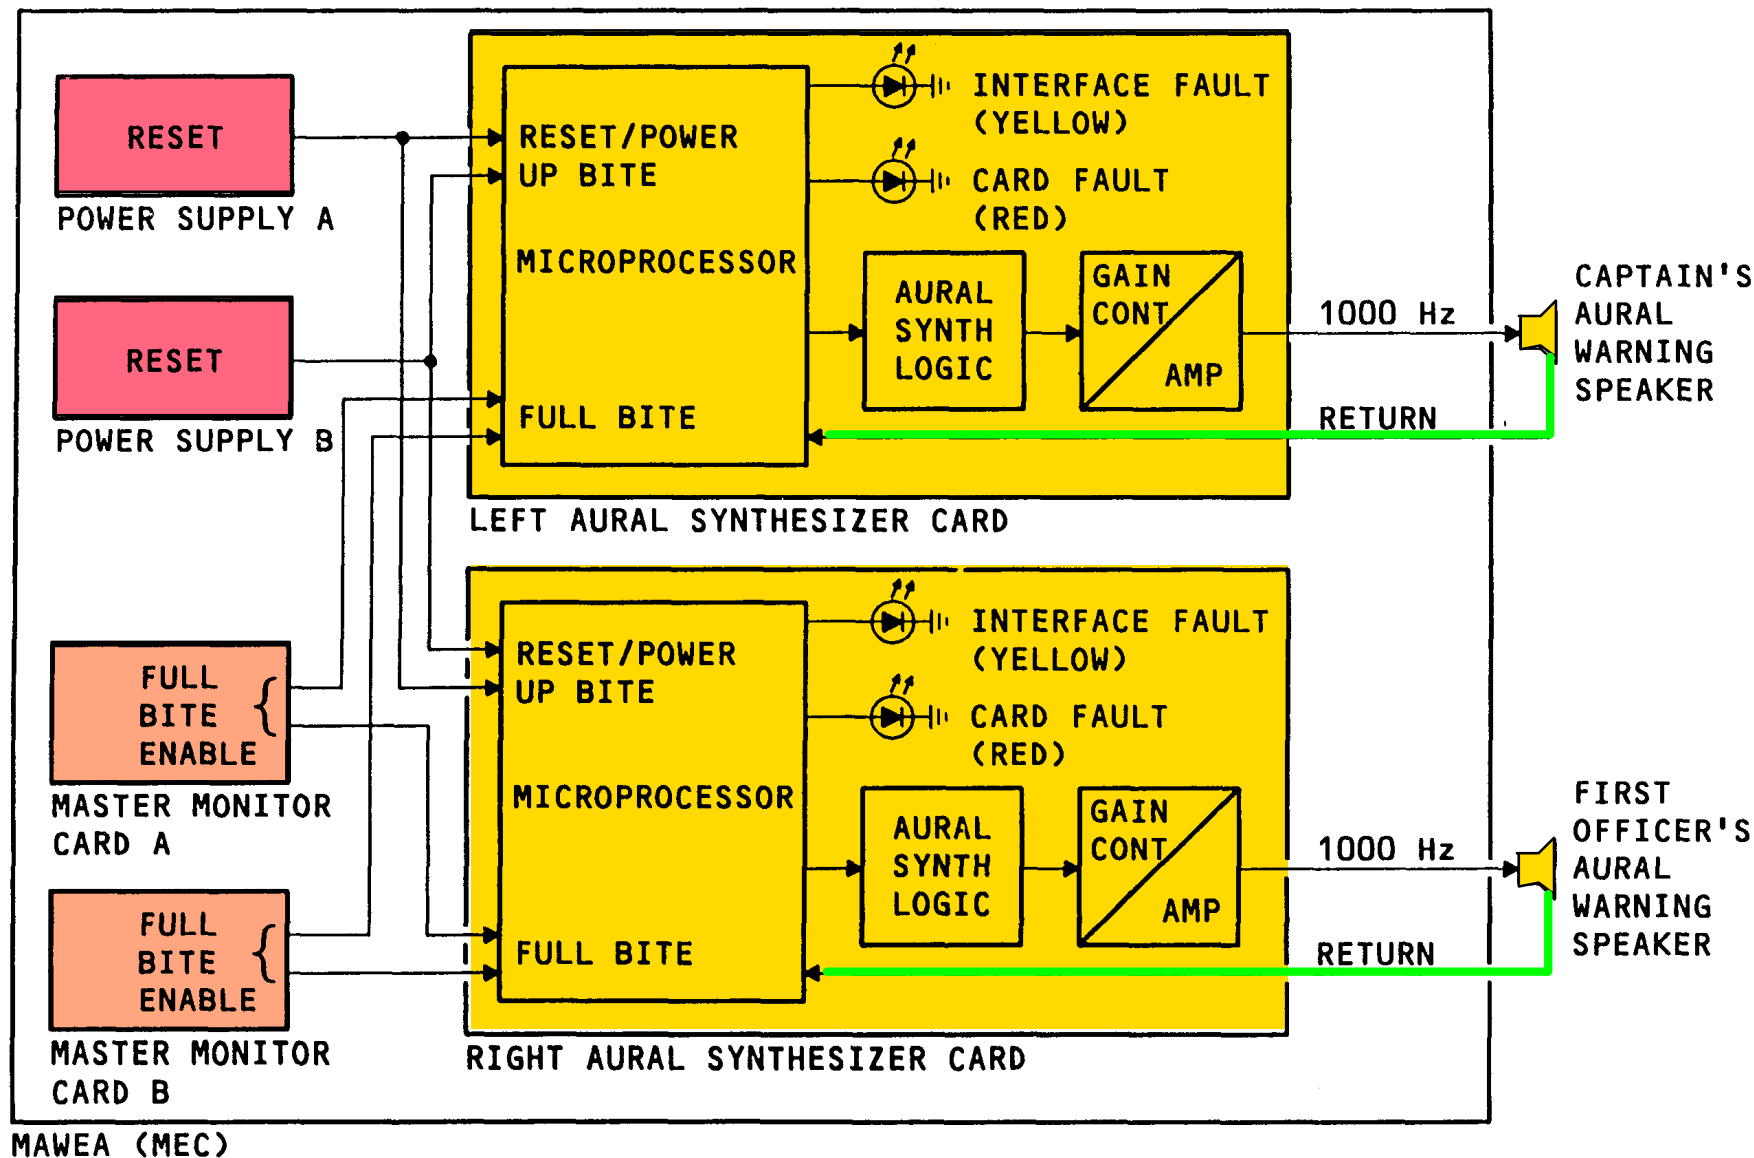 RESET
POWER SUPPLY A
RESET
POWER SUPPLY B
FULL
BITE
ENABLE
MASTER MONITOR
CARD A
FULL
BITE
ENABLE
MASTER MONITOR
CARD B
MAWEA (MEC)
RESET/POWER
UP BITE
MICROPROCESSOR
FULL BITE
INTERFACE FAULT
(YELLOW)
CARD FAULT
(RED)
AURAL
SYNTH
LOGIC
GAIN
CONT
AMP
LEFT AURAL SYNTHESIZER CARD
1000 Hz
RETURN
CAPTAIN'S
AURAL
WARNING
SPEAKER
RESET/POWER
UP BITE
MICROPROCESSOR
FULL BITE
INTERFACE FAULT
(YELLOW)
CARD FAULT
(RED)
AURAL
SYNTH
LOGIC
GAIN
CONT
AMP
RIGHT AURAL SYNTHESIZER CARD
1000 Hz
RETURN
FIRST
OFFICER'S
AURAL
WARNING
SPEAKER